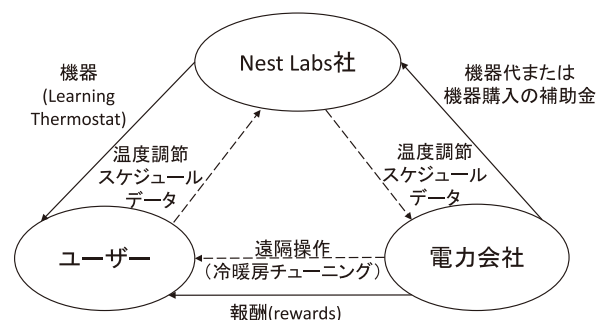 Nest Labs社
機器
(Learning
Thermostat)
機器代または
機器購入の補助金
温度調節
スケジュール
データ
温度調節
スケジュール
データ
ユーザー
遠隔操作
（冷暖房チューニング）
電力会社
報酬(rewards)